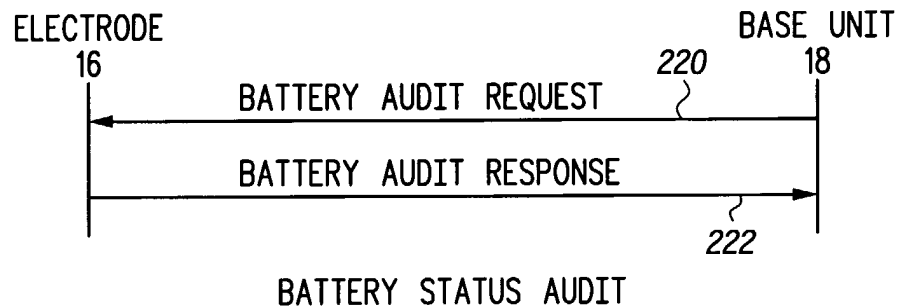 ELECTRODE
16
BASE UNIT
18
220
BATTERY AUDIT REQUEST
BATTERY AUDIT RESPONSE
222
BATTERY STATUS AUDIT